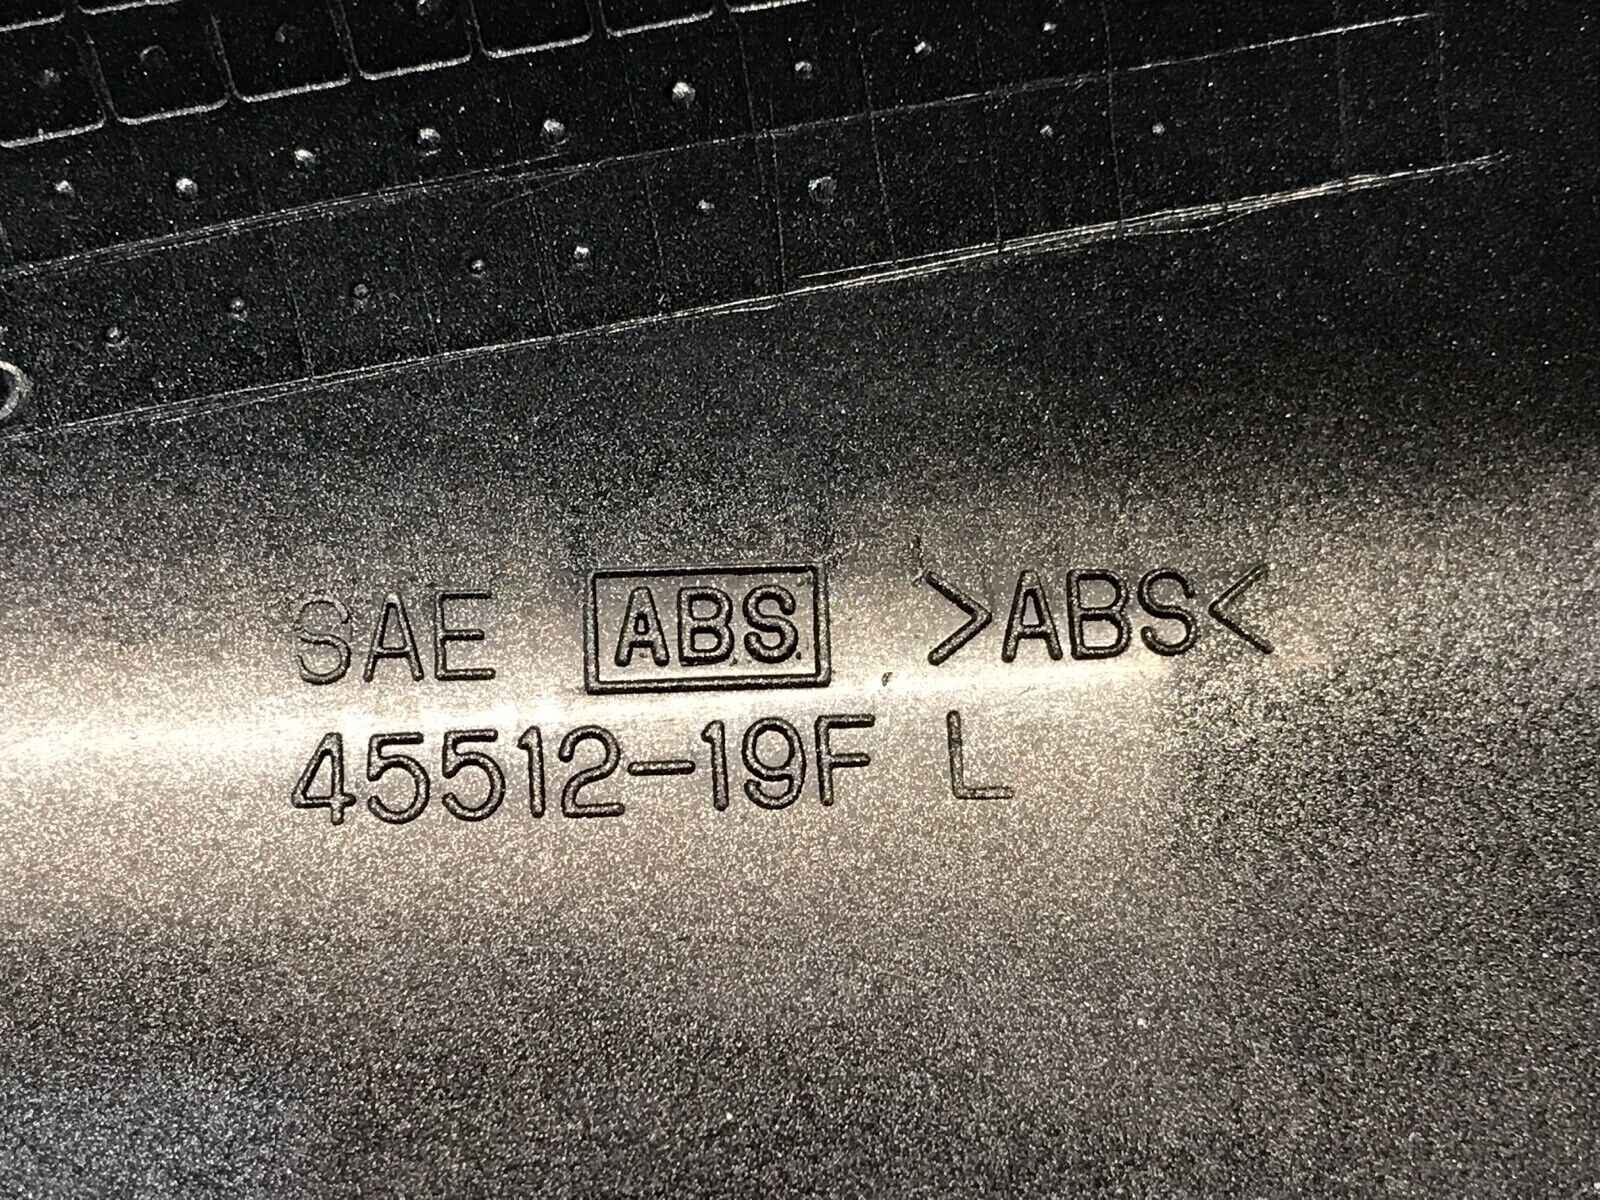 SAE ABS >ABS<
45512-19F L